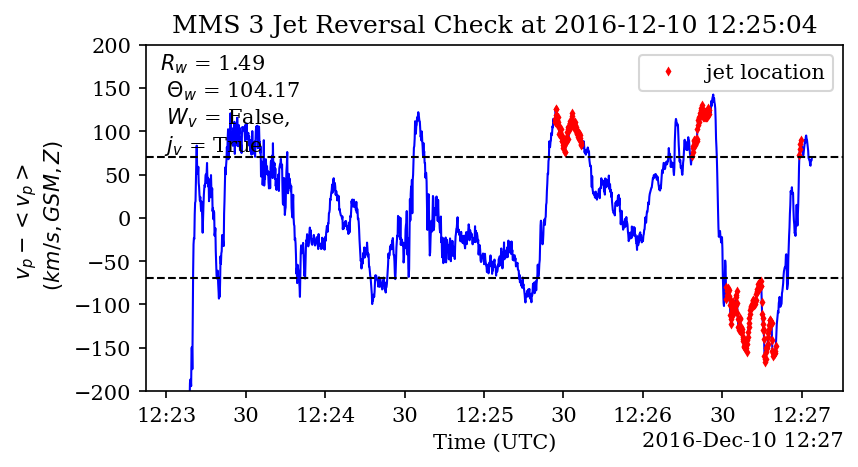 MMS 3 Jet Reversal Check at 2016-12-10 12:25:04
R_w = 1.49
Θ_w = 104.17
W_v = False,
j_v = True
jet location
v_p − < v_p >
(km/s, GSM, Z)
200
150
100
50
0
−50
−100
−150
−200
12:23 30 12:24 30 12:25 30 12:26 30 12:27
Time (UTC)
2016-Dec-10 12:27